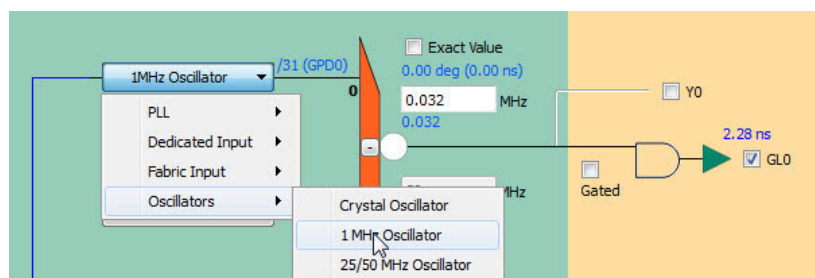 Exact Value
1MHz Oscillator
/31 (GPD0)
0.00 deg (0.00 ns)
0
0.032
MHz
Y0
0.032
PLL
Dedicated Input
-
2.28 ns
GL0
Fabric Input
Gated
Oscillators
MHz
Crystal Oscillator
1 MHz Oscillator
25/50 MHz Oscillator